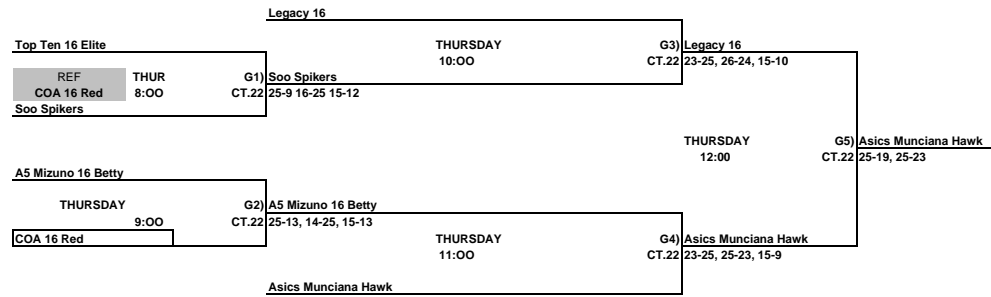 Legacy 16
Top Ten 16 Elite THURSDAY G3) Legacy 16
10:OO CT.22 23-25, 26-24, 15-10
REF THUR G1) Soo Spikers
COA 16 Red 8:OO CT.22 25-9 16-25 15-12
Soo Spikers
THURSDAY G5) Asics Munciana Hawk
12:00 CT.22 25-19, 25-23
A5 Mizuno 16 Betty
THURSDAY G2) A5 Mizuno 16 Betty
9:OO CT.22 25-13, 14-25, 15-13
COA 16 Red THURSDAY G4) Asics Munciana Hawk
11:OO CT.22 23-25, 25-23, 15-9
Asics Munciana Hawk